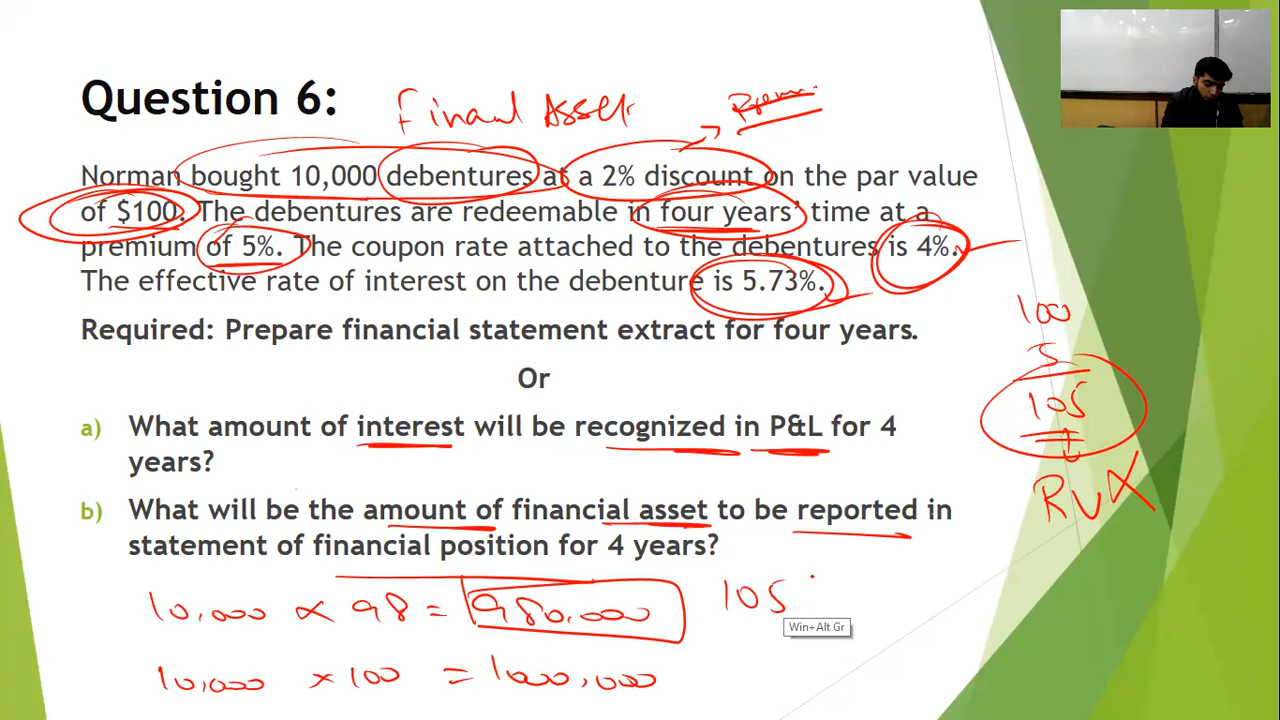 Question 6:
Finanl Asset
Prem.
Norman bought 10,000 debentures at a 2% discount on the par value
of $100. The debentures are redeemable in four years’ time at a
premium of 5%. The coupon rate attached to the debentures is 4%.
The effective rate of interest on the debenture is 5.73%.
Required: Prepare financial statement extract for four years.
Or
a) What amount of interest will be recognized in P&L for 4
years?
b) What will be the amount of financial asset to be reported in
statement of financial position for 4 years?
100
5
105
RV
10,000 × 98 = 980,000
105
Win+Alt Gr
10,000 × 100 = 1000,000